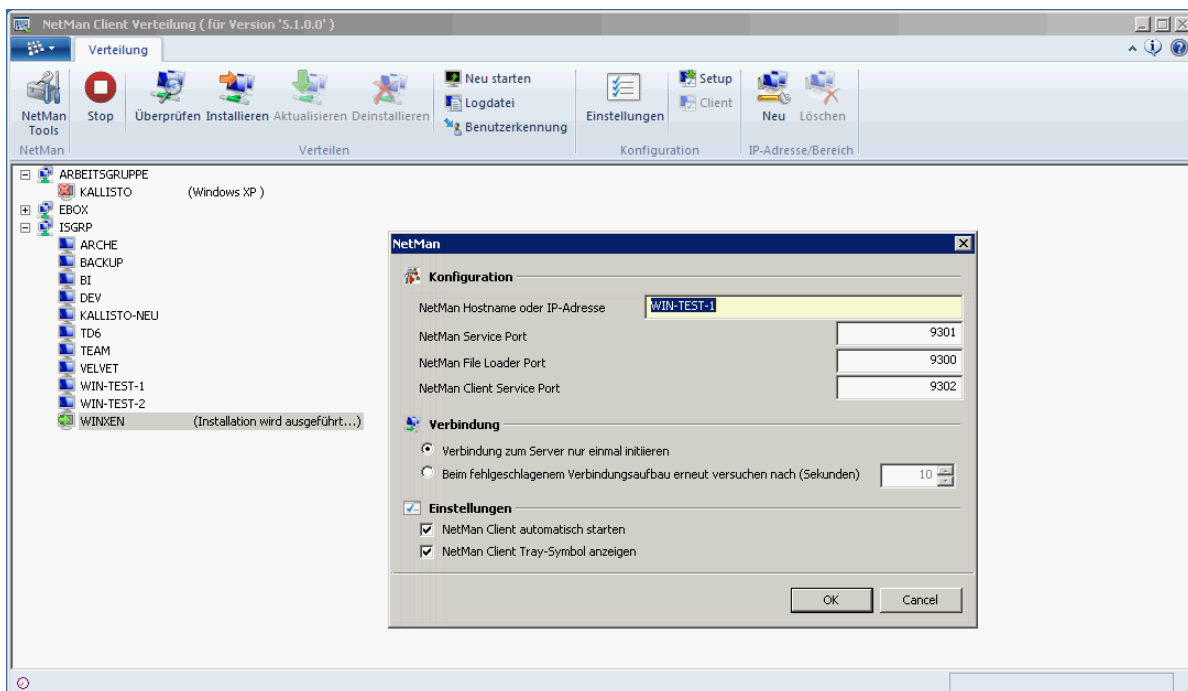 NetMan Client Verteilung ( für Version '5.1.0.0' )
Verteilung
NetMan Tools
Stop
Überprüfen
Installieren
Aktualisieren
Deinstallieren
Neu starten
Logdatei
Benutzerkennung
Einstellungen
Setup
Client
Neu
Löschen
NetMan
Verteilen
Konfiguration
IP-Adresse/Bereich
ARBEITSGRUPPE
KALLISTO (Windows XP )
EBOX
ISGRP
ARCHE
BACKUP
BI
DEV
KALLISTO-NEU
TD6
TEAM
VELVET
WIN-TEST-1
WIN-TEST-2
WINXEN (Installation wird ausgeführt...)
NetMan
Konfiguration
NetMan Hostname oder IP-Adresse WIN-TEST-1
NetMan Service Port 9301
NetMan File Loader Port 9300
NetMan Client Service Port 9302
Verbindung
Verbindung zum Server nur einmal initiieren
Beim fehlgeschlagenem Verbindungsaufbau erneut versuchen nach (Sekunden) 10
Einstellungen
NetMan Client automatisch starten
NetMan Client Tray-Symbol anzeigen
OK
Cancel